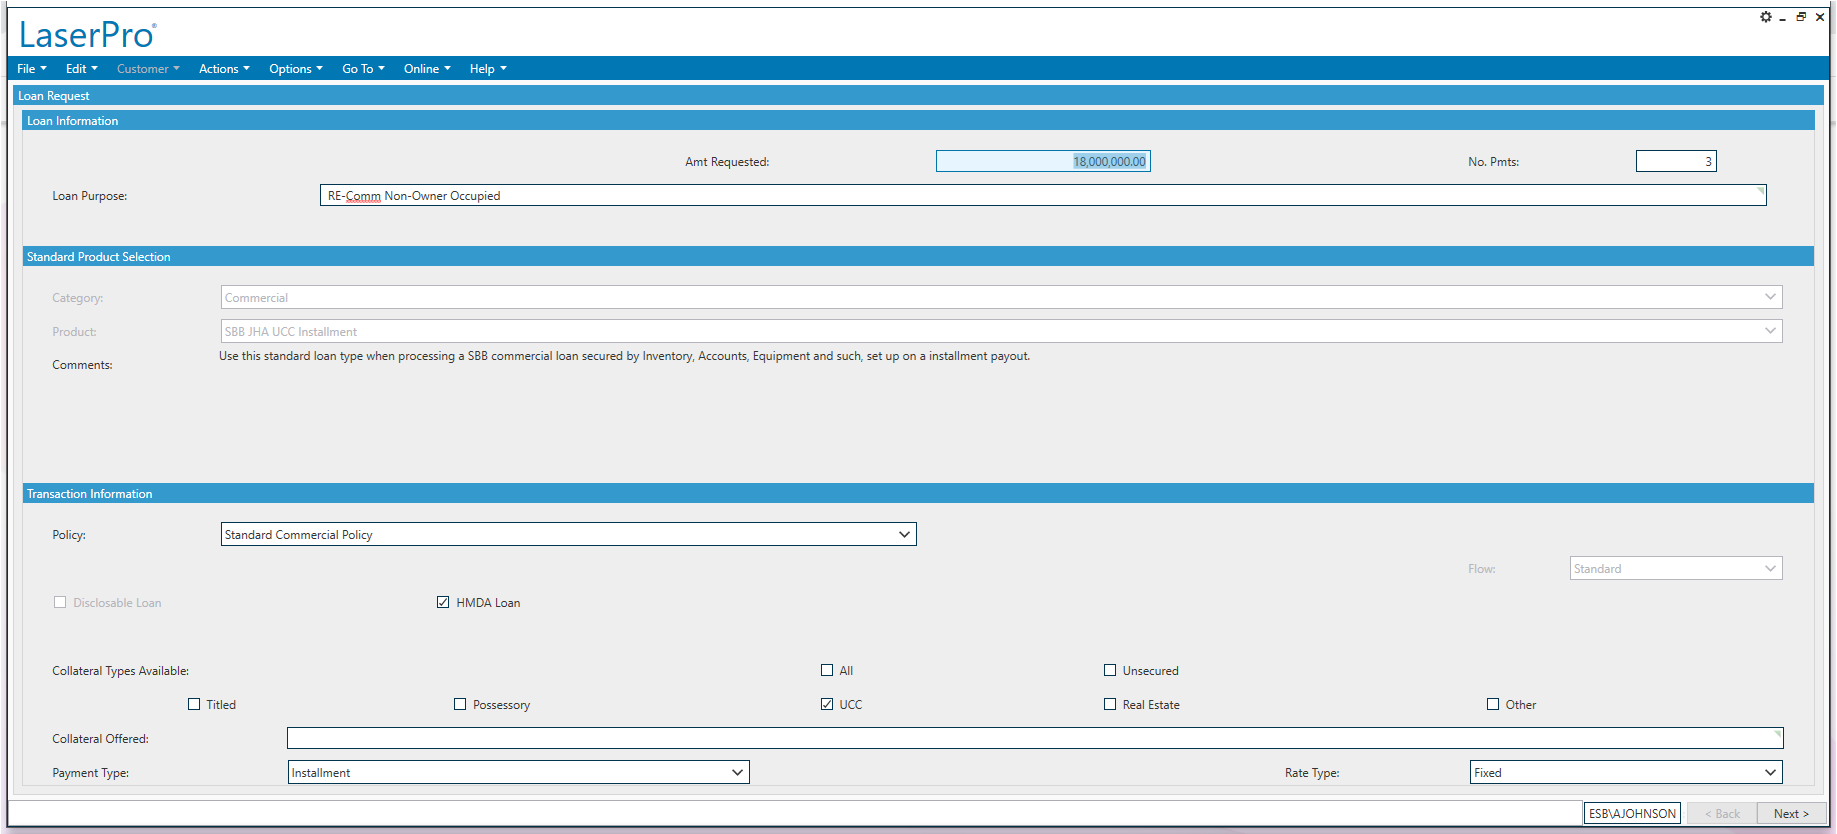 LaserPro®
File Edit Customer Actions Options Go To Online Help
Loan Request
Loan Information
Amt Requested: 18,000,000.00 No. Pmts: 3
Loan Purpose: RE-Comm Non-Owner Occupied
Standard Product Selection
Category: Commercial
Product: SBB JHA UCC Installment
Comments: Use this standard loan type when processing a SBB commercial loan secured by Inventory, Accounts, Equipment and such, set up on a installment payout.
Transaction Information
Policy: Standard Commercial Policy
Flow: Standard
Disclosable Loan HMDA Loan
Collateral Types Available: All Unsecured
Titled Possessory UCC Real Estate Other
Collateral Offered:
Payment Type: Installment Rate Type: Fixed
ESB\AJOHNSON < Back Next >